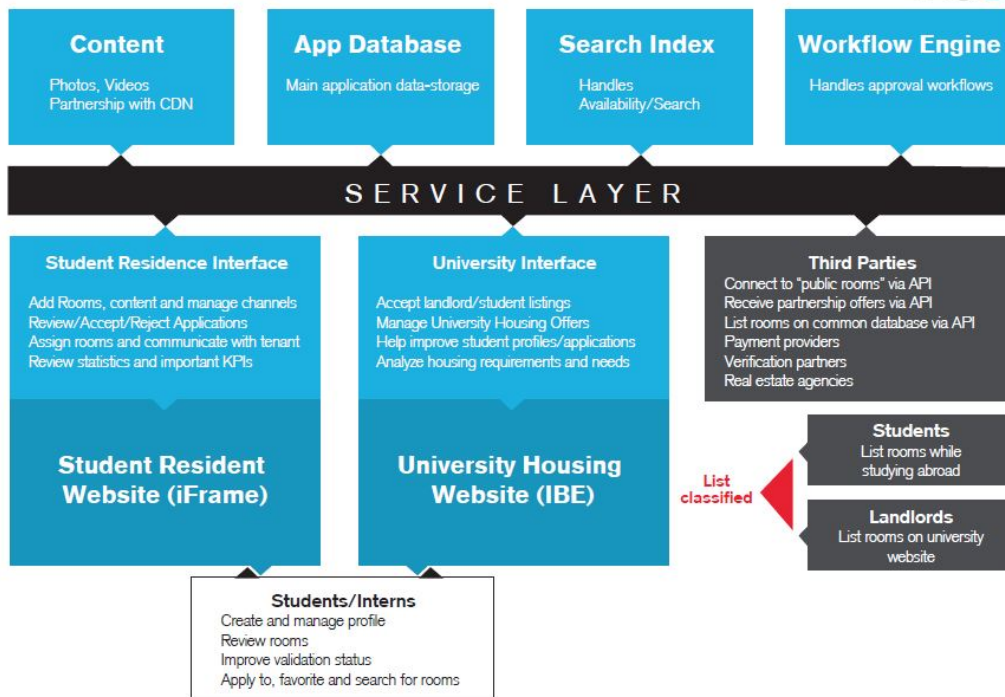 Content
Photos, Videos
Partnership with CDN
App Database
Main application data-storage
Search Index
Handles
Availability/Search
Workflow Engine
Handles approval workflows
SERVICE LAYER
Student Residence Interface
Add Rooms, content and manage channels
Review/Accept/Reject Applications
Assign rooms and communicate with tenant
Review statistics and important KPIs
Student Resident
Website (iFrame)
University Interface
Accept landlord/student listings
Manage University Housing Offers
Help improve student profiles/applications
Analyze housing requirements and needs
University Housing
Website (IBE)
Third Parties
Connect to “public rooms” via API
Receive partnership offers via API
List rooms on common database via API
Payment providers
Verification partners
Real estate agencies
List
classified
Students
List rooms while
studying abroad
Landlords
List rooms on university
website
Students/Interns
Create and manage profile
Review rooms
Improve validation status
Apply to, favorite and search for rooms